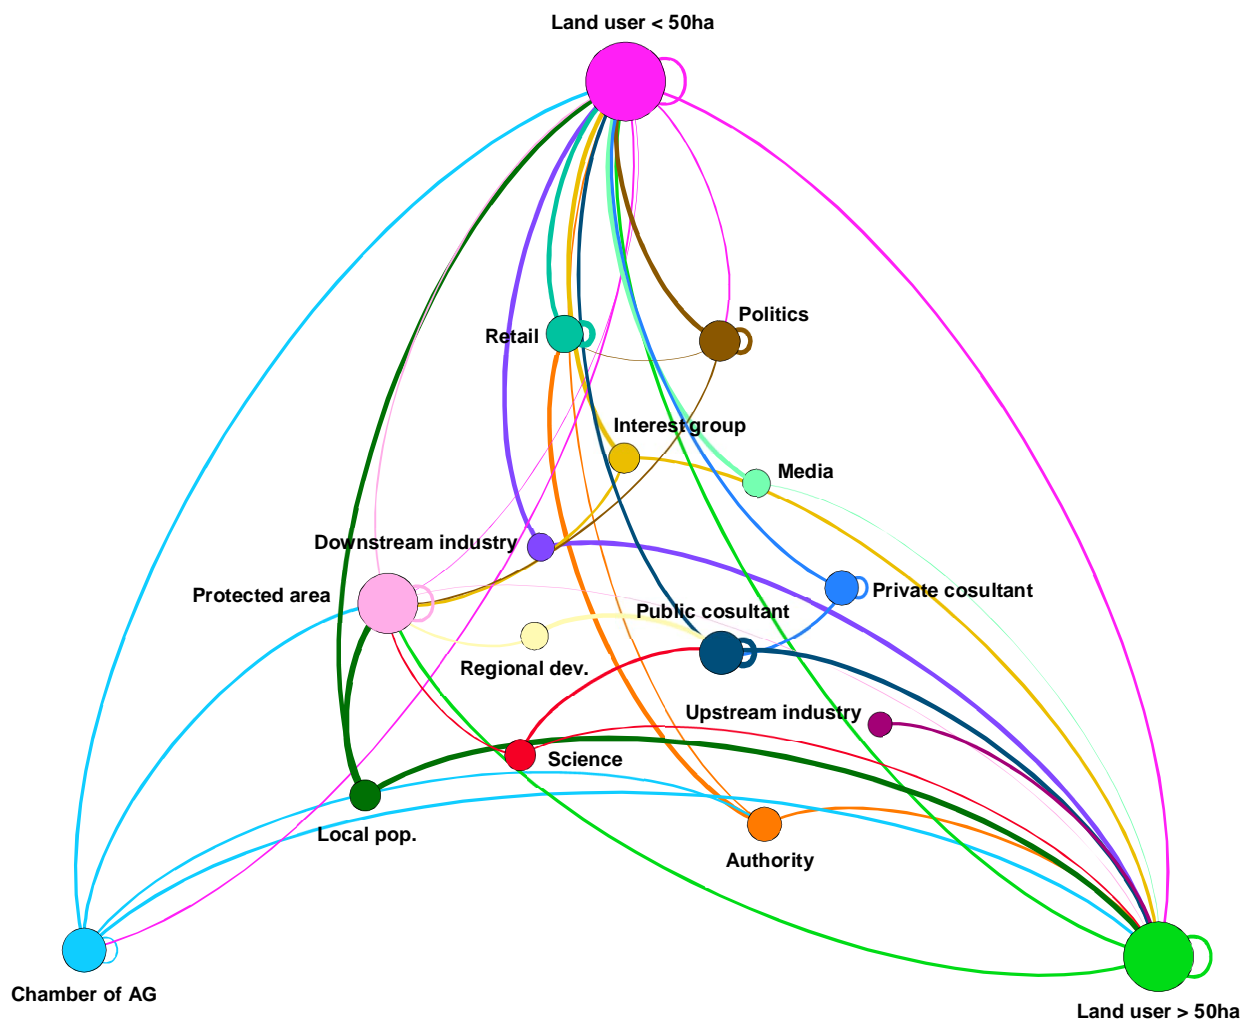 Land user < 50ha
Politics
Retail
Interest group
Media
Downstream industry
Private cosultant
Protected area
Public cosultant
Regional dev.
Upstream industry
Science
Local pop.
Authority
Chamber of AG
Land user > 50ha